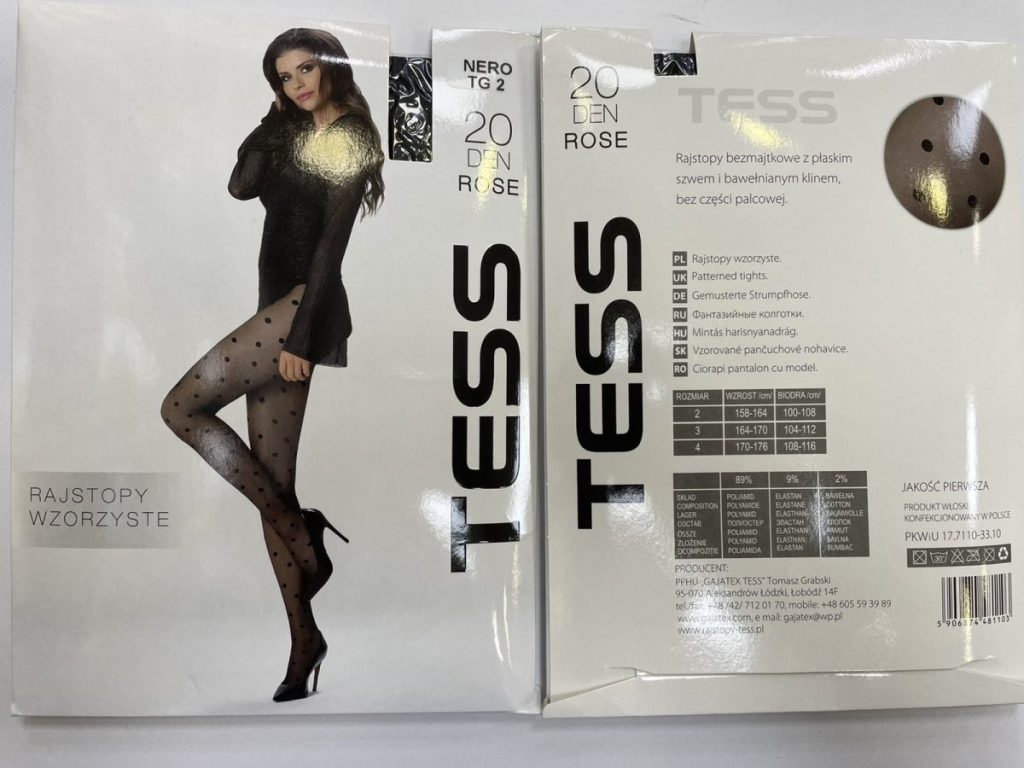 NERO
TG 2
20
DEN
ROSE
TESS
RAJSTOPY
WZORZYSTE
20
DEN
ROSE
TESS
TESS
Rajstopy bezmajtkowe z płaskim
szwem i bawełnianym klinem,
bez części palcowej.
PL Rajstopy wzorzyste.
UK Patterned tights.
DE Gemusterte Strumpfhose.
RU Фантазийные колготки.
HU Mintás harisnyanadrág.
SK Vzorované pančuchové nohavice.
RO Ciorapi pantalon cu model.
ROZMIAR WZROST /cm/ BIODRA /cm/
2 158-164 100-108
3 164-170 104-112
4 170-176 108-116
89% 9% 2%
SKŁAD POLIAMID ELASTAN BAWEŁNA
COMPOSITION POLYAMIDE ELASTANE COTTON
LAGER POLYAMID ELASTHAN BAUMWOLLE
СОСТАВ ПОЛИЭСТЕР ЭЛАСТАН ХЛОПОК
ÖSSZE POLYAMID ELASTHAN PAMUT
ZLOŽENIE POLYAMID ELASTHAN BAVLNA
OCOMPOZIŢIE POLIAMIDA ELASTAN BUMBAC
JAKOŚĆ PIERWSZA
PRODUKT WŁOSKI
KONFEKCJONOWANY W POLSCE
PKWiU 17.7110-33.10
30°
PRODUCENT:
PPHU „GAJATEX TESS" Tomasz Grabski
95-070 Aleksandrów Łódzki, Łobódź 14F
tel./fax: +48 /42/ 712 01 70, mobile: +48 605 59 39 89
www.gajatex.com, e mail: gajatex@wp.pl
www.rajstopy-tess.pl
5 906874 481103